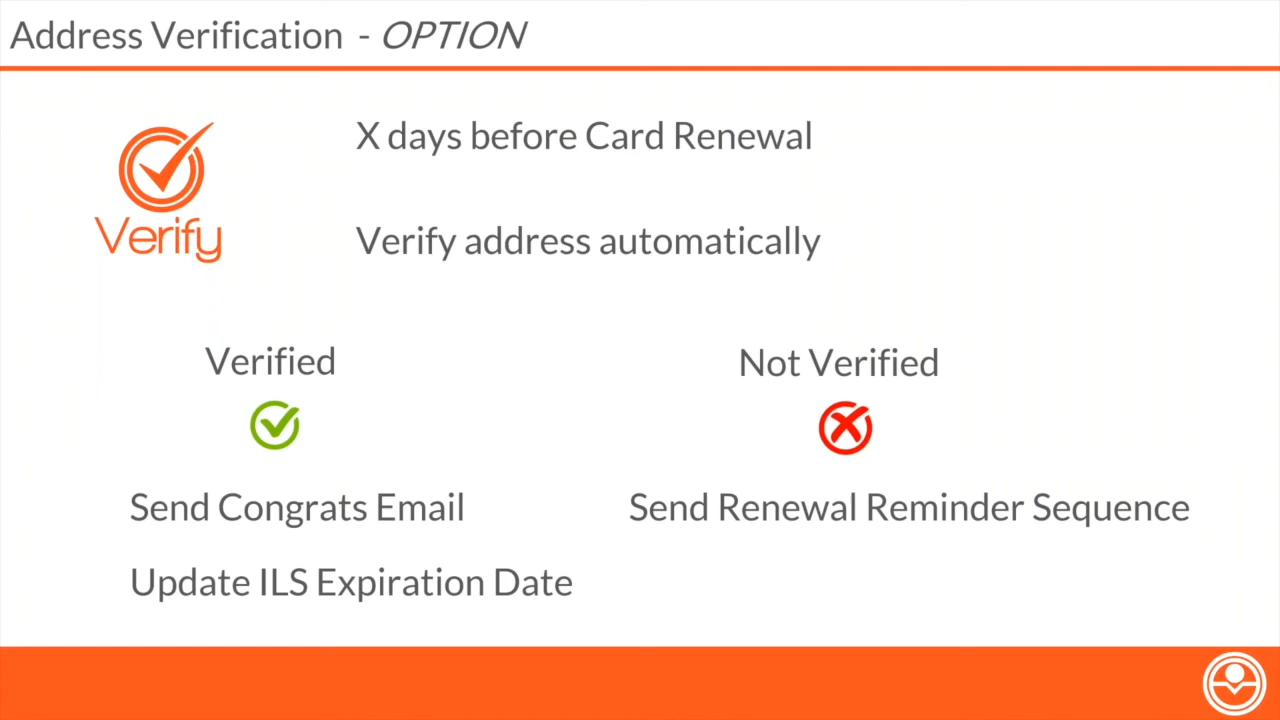 Address Verification - OPTION
X days before Card Renewal
Verify
Verify address automatically
Verified
Not Verified
Send Congrats Email
Send Renewal Reminder Sequence
Update ILS Expiration Date